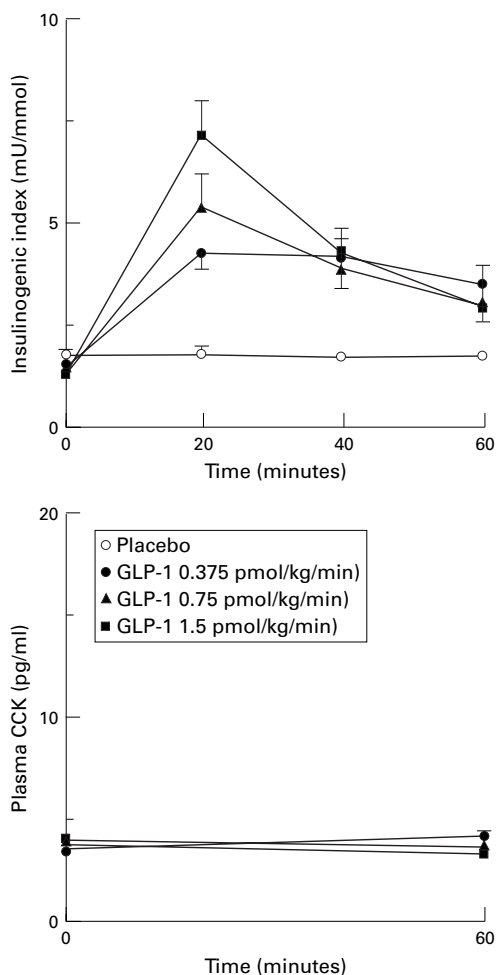 10
5
0
Insulinogenic index (mU/mmol)
0
20
40
60
Time (minutes)
20
10
0
Plasma CCK (pg/ml)
Placebo
GLP-1 0.375 pmol/kg/min)
GLP-1 0.75 pmol/kg/min)
GLP-1 1.5 pmol/kg/min)
0
60
Time (minutes)